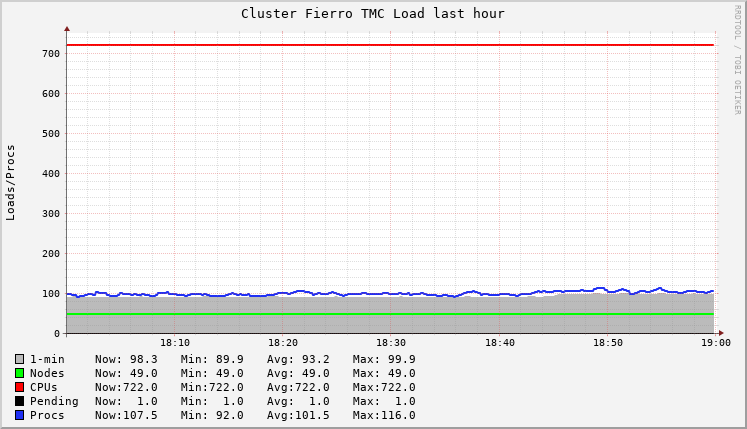 Cluster Fierro TMC Load last hour
RRDTOOL / TOBI OETIKER
Loads/Procs
700
600
500
400
300
200
100
0
18:10 18:20 18:30 18:40 18:50 19:00
1-min Now: 98.3 Min: 89.9 Avg: 93.2 Max: 99.9
Nodes Now: 49.0 Min: 49.0 Avg: 49.0 Max: 49.0
CPUs Now:722.0 Min:722.0 Avg:722.0 Max:722.0
Pending Now: 1.0 Min: 1.0 Avg: 1.0 Max: 1.0
Procs Now:107.5 Min: 92.0 Avg:101.5 Max:116.0